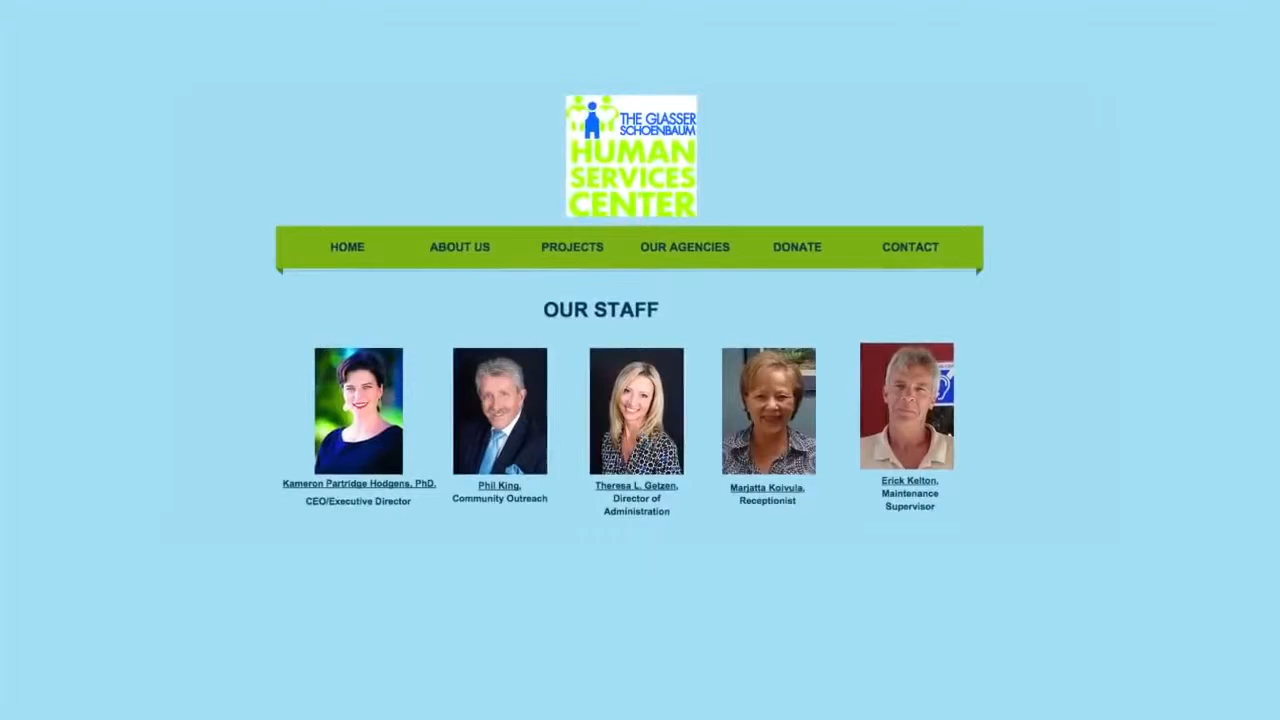 THE GLASSER
SCHOENBAUM
HUMAN
SERVICES
CENTER
HOME ABOUT US PROJECTS OUR AGENCIES DONATE CONTACT
OUR STAFF
Kameron Partridge Hodgens, PhD.
CEO/Executive Director
Phil King,
Community Outreach
Theresa L. Getzen,
Director of
Administration
Marjatta Koivula,
Receptionist
Erick Kelton,
Maintenance
Supervisor